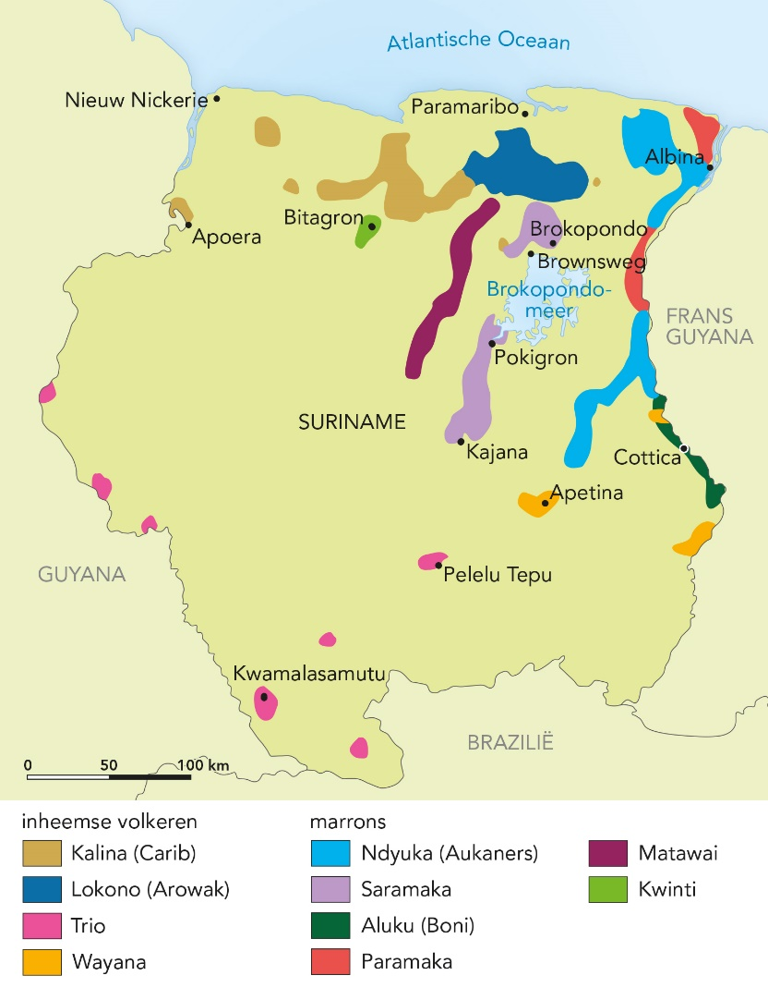 Atlantische Oceaan
Nieuw Nickerie
Paramaribo
Albina
Bitagron
Apoera
Brokopondo
Brownsweg
Brokopondo-
meer
FRANS
GUYANA
Pokigron
SURINAME
Kajana
Cottica
Apetina
GUYANA
Pelelu Tepu
Kwamalasamutu
BRAZILIË
0 50 100 km
inheemse volkeren
Kalina (Carib)
Lokono (Arowak)
Trio
Wayana
marrons
Ndyuka (Aukaners)
Saramaka
Aluku (Boni)
Paramaka
Matawai
Kwinti